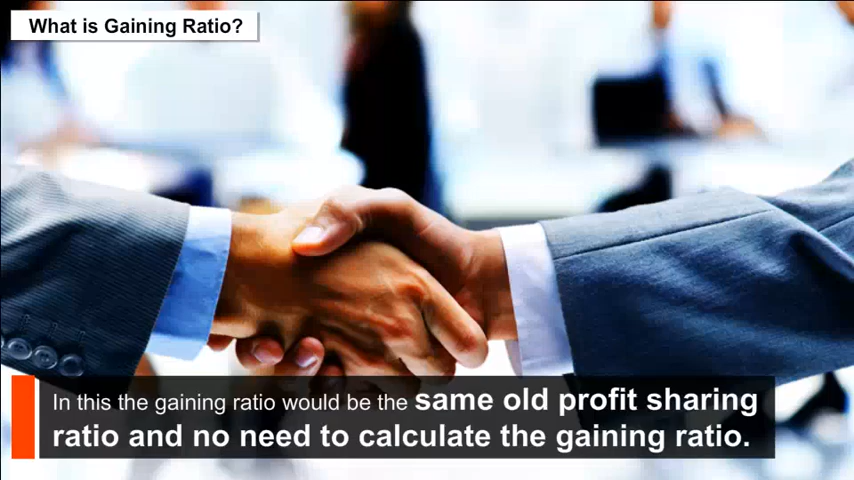 What is Gaining Ratio?
In this the gaining ratio would be the same old profit sharing
ratio and no need to calculate the gaining ratio.